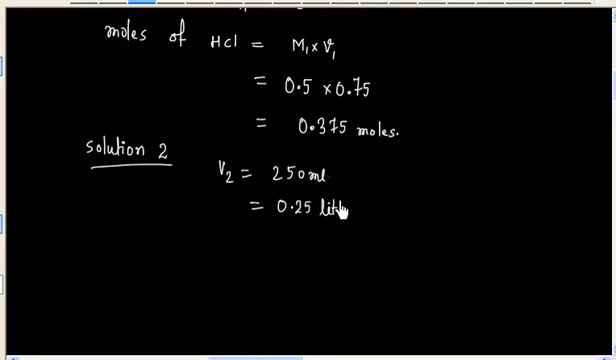 moles of HCl = M₁ × V₁
= 0.5 × 0.75
= 0.375 moles.
Solution 2
V₂ = 250 ml
= 0.25